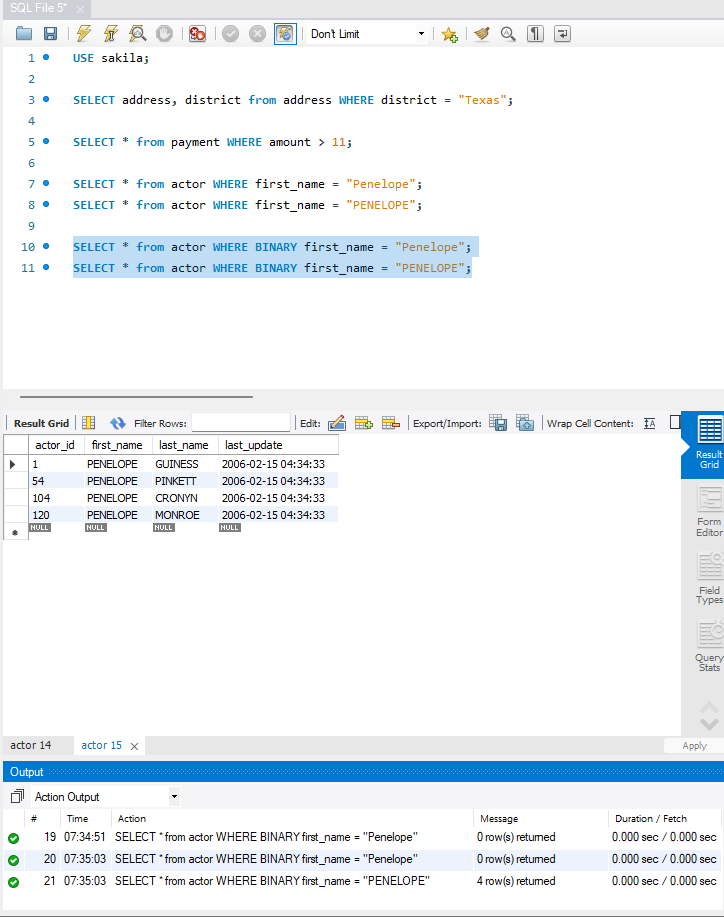 SQL File 5*
Don't Limit
1 USE sakila;
2
3 SELECT address, district from address WHERE district = "Texas";
4
5 SELECT * from payment WHERE amount > 11;
6
7 SELECT * from actor WHERE first_name = "Penelope";
8 SELECT * from actor WHERE first_name = "PENELOPE";
9
10 SELECT * from actor WHERE BINARY first_name = "Penelope";
11 SELECT * from actor WHERE BINARY first_name = "PENELOPE";
Result Grid Filter Rows: Edit: Export/Import: Wrap Cell Content: IA
actor_id first_name last_name last_update
1 PENELOPE GUINESS 2006-02-15 04:34:33
54 PENELOPE PINKETT 2006-02-15 04:34:33
104 PENELOPE CRONYN 2006-02-15 04:34:33
120 PENELOPE MONROE 2006-02-15 04:34:33
NULL NULL NULL NULL
Result
Grid
Form
Editor
Field
Types
Query
Stats
actor 14 actor 15 Apply
Output
Action Output
# Time Action Message Duration / Fetch
19 07:34:51 SELECT * from actor WHERE BINARY first_name = "Penelope" 0 row(s) returned 0.000 sec / 0.000 sec
20 07:35:03 SELECT * from actor WHERE BINARY first_name = "Penelope" 0 row(s) returned 0.000 sec / 0.000 sec
21 07:35:03 SELECT * from actor WHERE BINARY first_name = "PENELOPE" 4 row(s) returned 0.000 sec / 0.000 sec